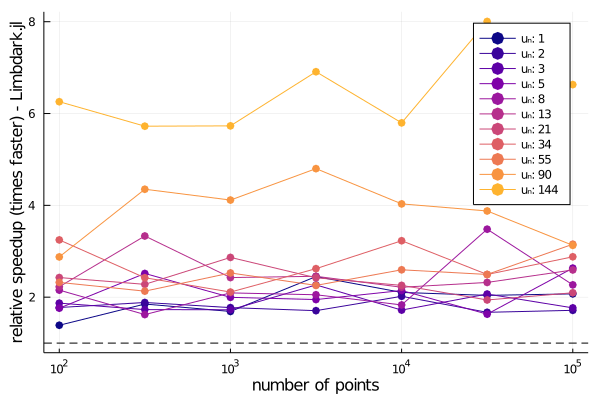 relative speedup (times faster) - Limbdark.jl
8
6
4
2
10²
10³
10⁴
10⁵
number of points
uₙ: 1
uₙ: 2
uₙ: 3
uₙ: 5
uₙ: 8
uₙ: 13
uₙ: 21
uₙ: 34
uₙ: 55
uₙ: 90
uₙ: 144